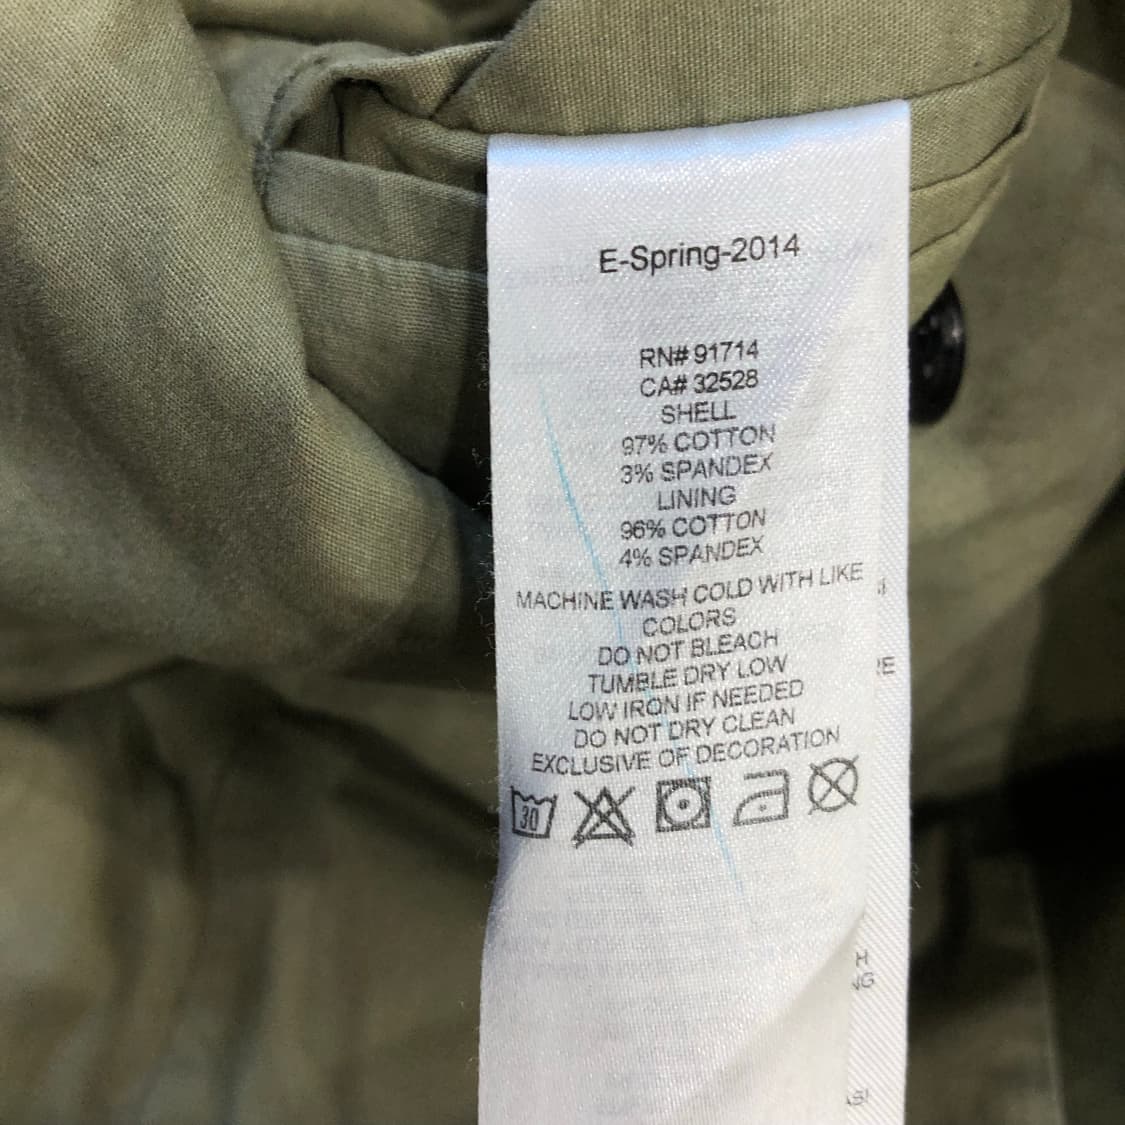 E-Spring-2014
RN# 91714
CA# 32528
SHELL
97% COTTON
3% SPANDEX
LINING
96% COTTON
4% SPANDEX
MACHINE WASH COLD WITH LIKE
COLORS
DO NOT BLEACH
TUMBLE DRY LOW
LOW IRON IF NEEDED
DO NOT DRY CLEAN
EXCLUSIVE OF DECORATION
30